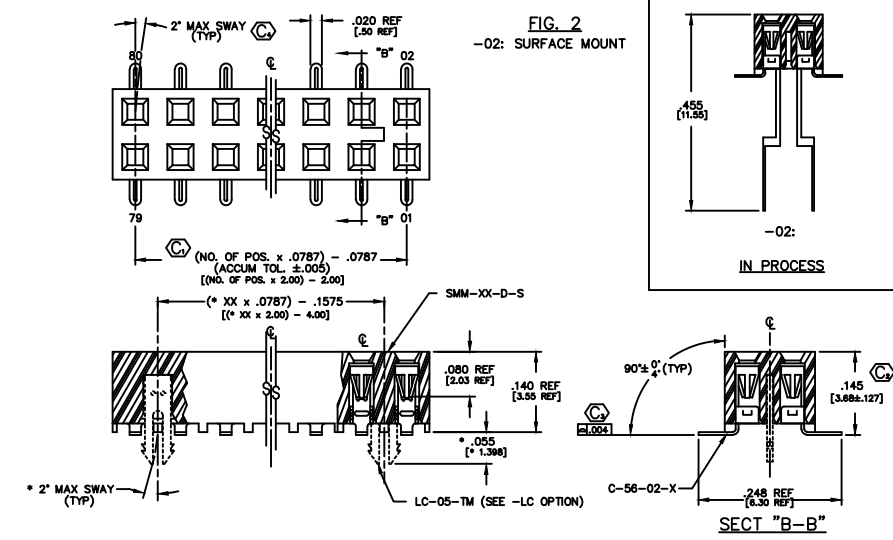 2° MAX SWAY
(TYP)
C4
.020 REF
[.50 REF]
"B"
80
02
℄
SS
79
"B"
01
C1
(NO. OF POS. x .0787) - .0787
(ACCUM TOL. ±.005)
[(NO. OF POS. x 2.00) - 2.00]
FIG. 2
-02: SURFACE MOUNT
.455
[11.55]
-02:
IN PROCESS
(* XX x .0787) - .1575
[(* XX x 2.00) - 4.00]
SMM-XX-D-S
℄
℄
SS
.080 REF
[2.03 REF]
.140 REF
[3.55 REF]
* .055
[* 1.398]
* 2° MAX SWAY
(TYP)
LC-05-TM (SEE -LC OPTION)
℄
90°± 0°
4° (TYP)
.145
[3.68±.127]
.004
C-56-02-X
.248 REF
[6.30 REF]
SECT "B-B"